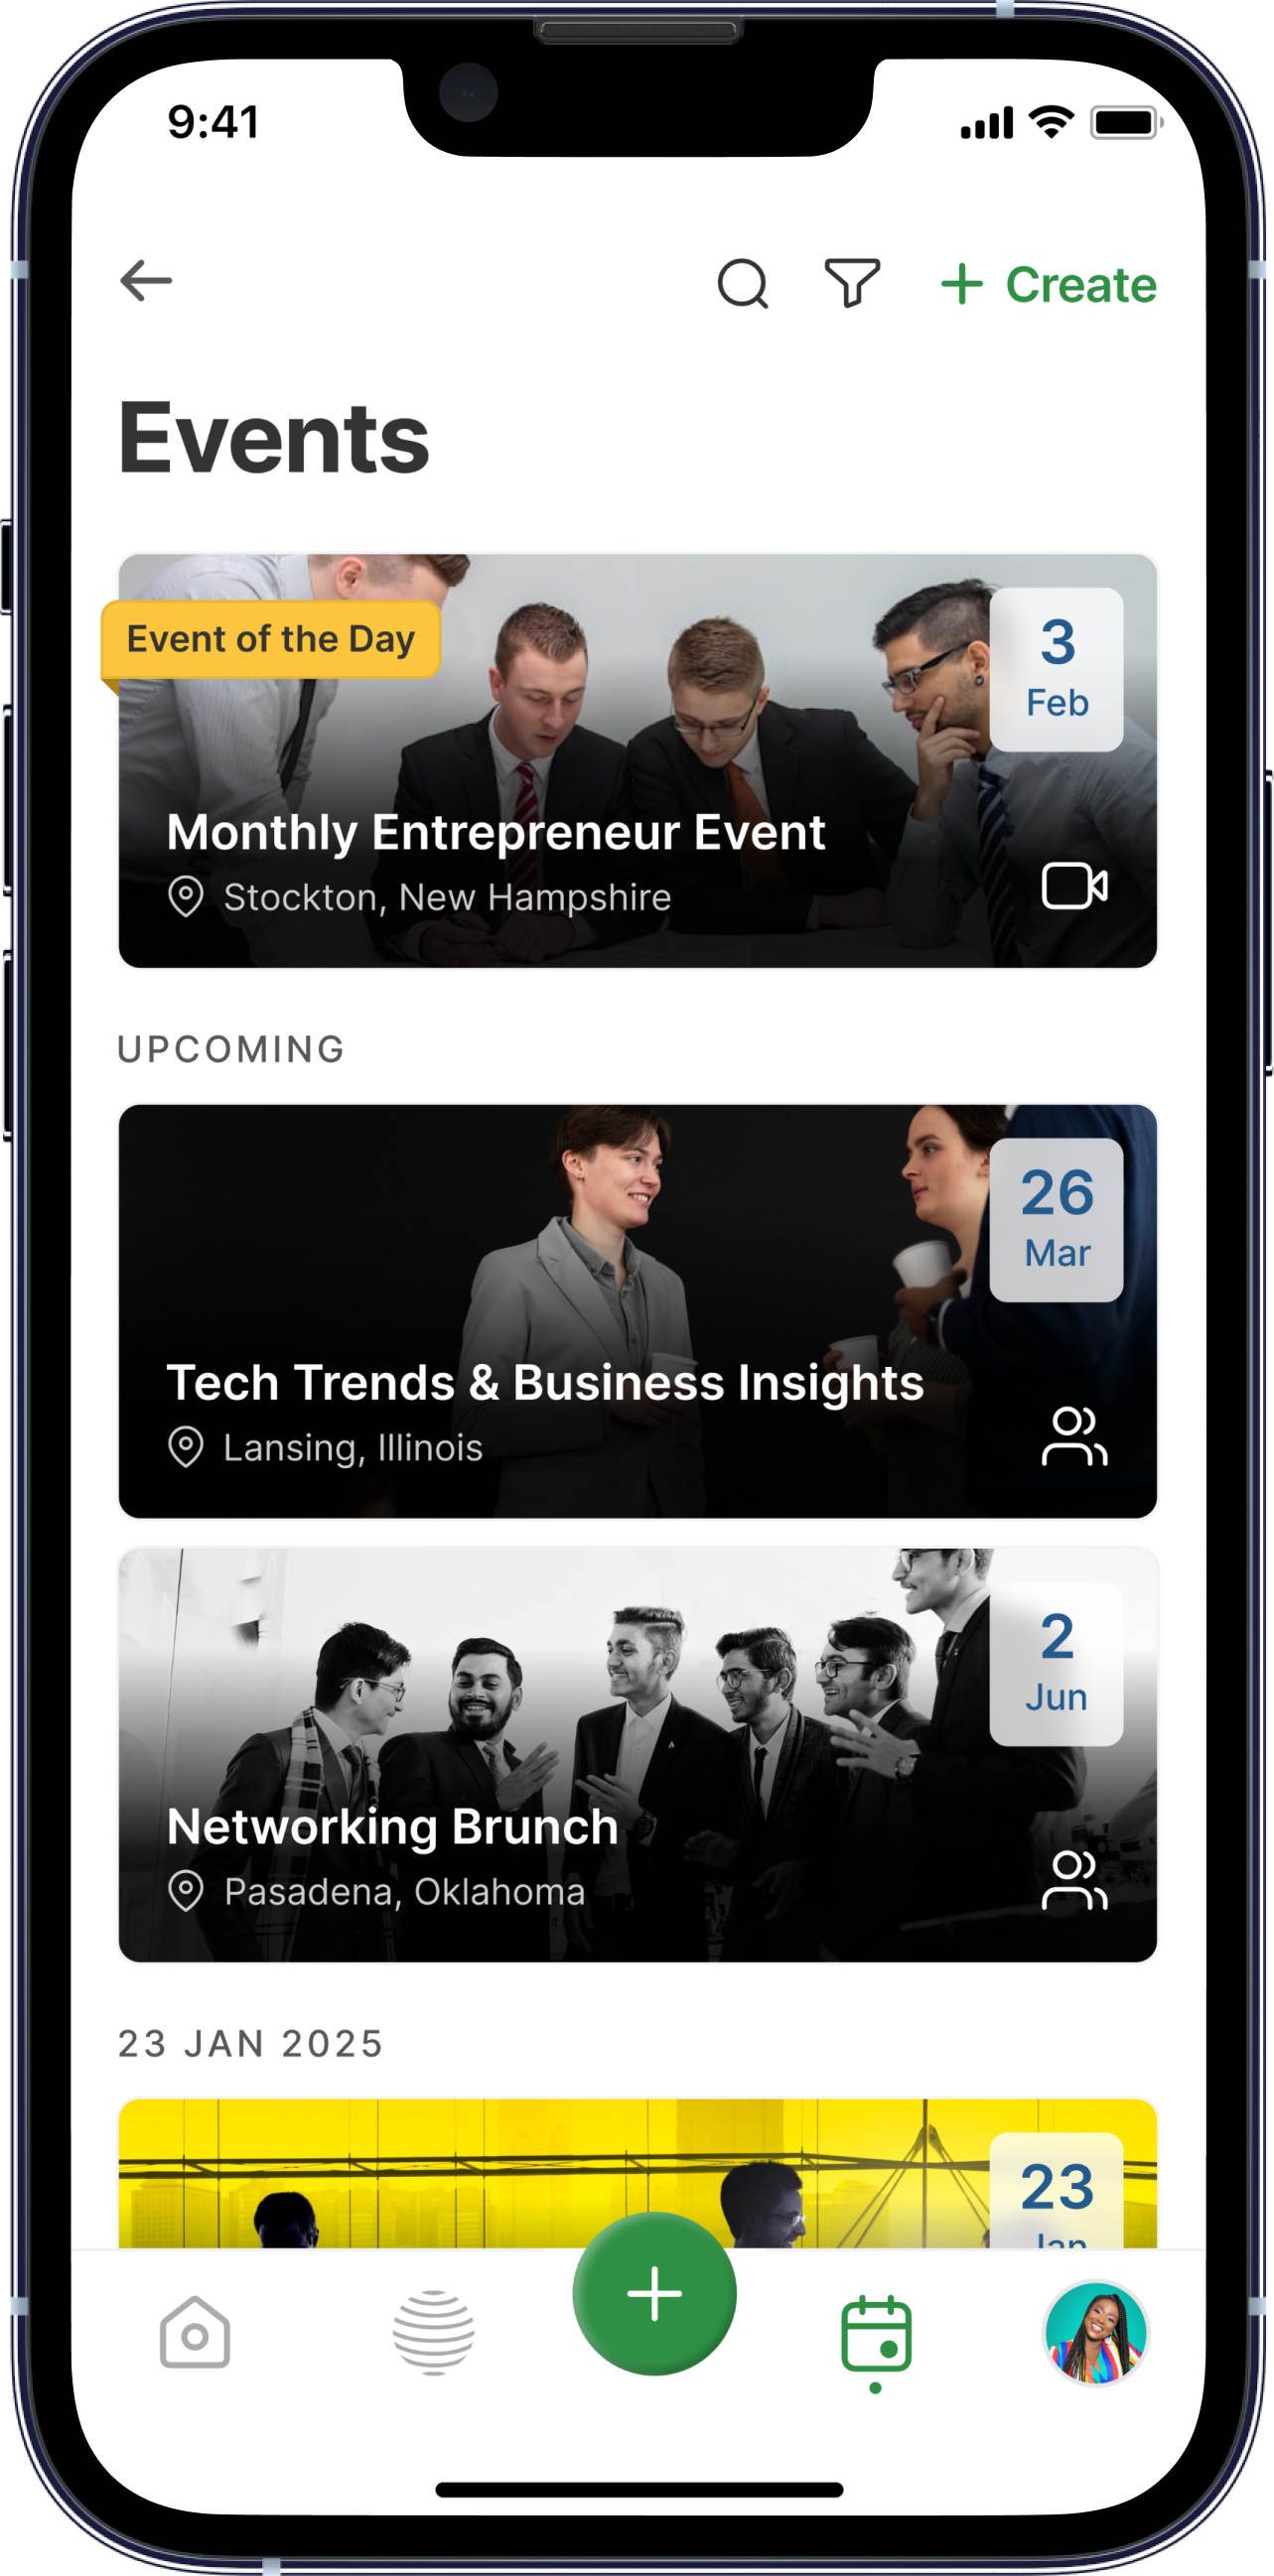 9:41
Create
Events
Event of the Day
3
Feb
Monthly Entrepreneur Event
Stockton, New Hampshire
UPCOMING
26
Mar
Tech Trends & Business Insights
Lansing, Illinois
2
Jun
Networking Brunch
Pasadena, Oklahoma
23 JAN 2025
23
Jan